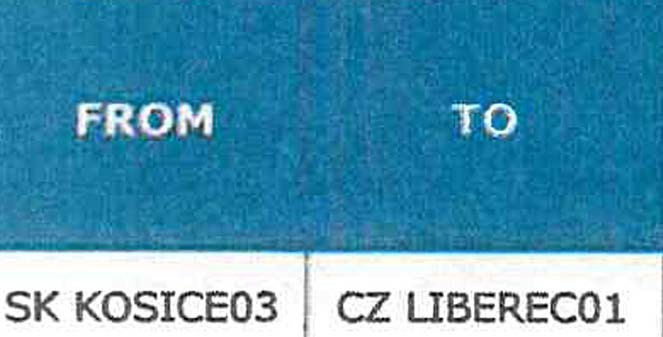 FROM TO
SK KOSICE03 CZ LIBEREC01